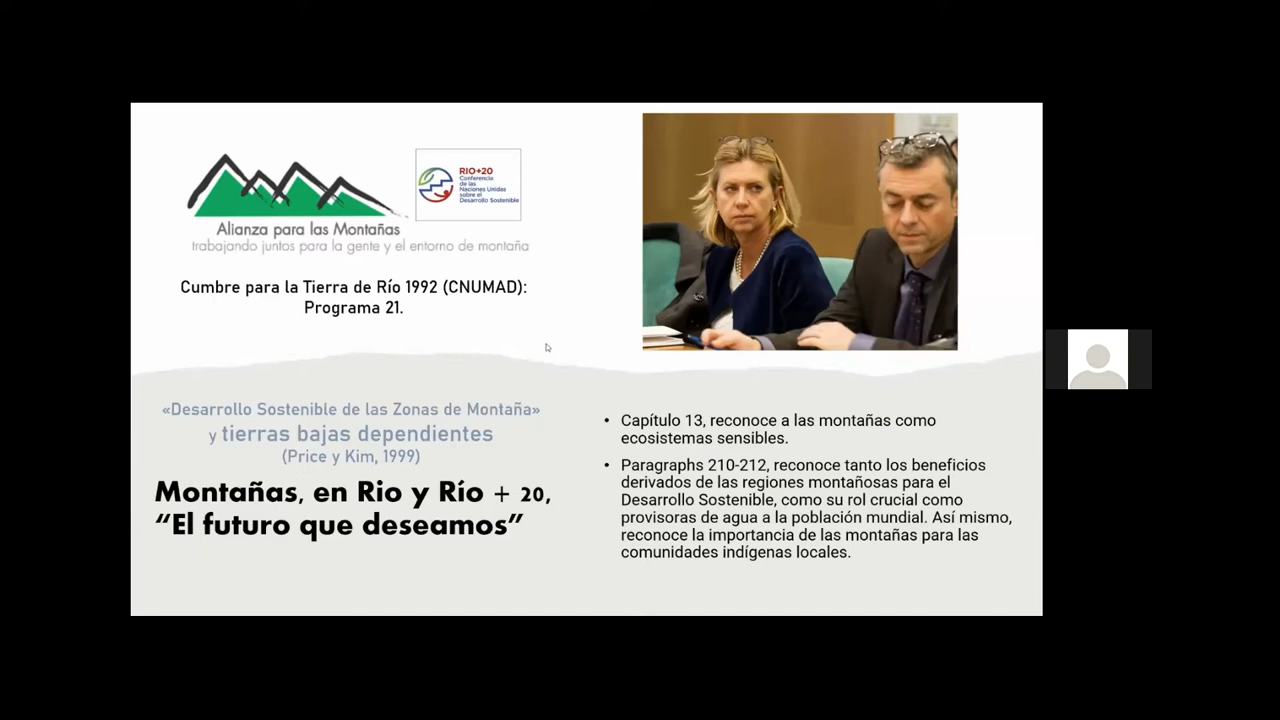 RIO+20
Conferencia
de las
Naciones Unidas
sobre el
Desarrollo Sostenible
Alianza para las Montañas
trabajando juntos para la gente y el entorno de montaña
Cumbre para la Tierra de Río 1992 (CNUMAD):
Programa 21.
«Desarrollo Sostenible de las Zonas de Montaña»
y tierras bajas dependientes
(Price y Kim, 1999)
Montañas, en Rio y Río + 20,
“El futuro que deseamos”
• Capítulo 13, reconoce a las montañas como
ecosistemas sensibles.
• Paragraphs 210-212, reconoce tanto los beneficios
derivados de las regiones montañosas para el
Desarrollo Sostenible, como su rol crucial como
provisoras de agua a la población mundial. Así mismo,
reconoce la importancia de las montañas para las
comunidades indígenas locales.